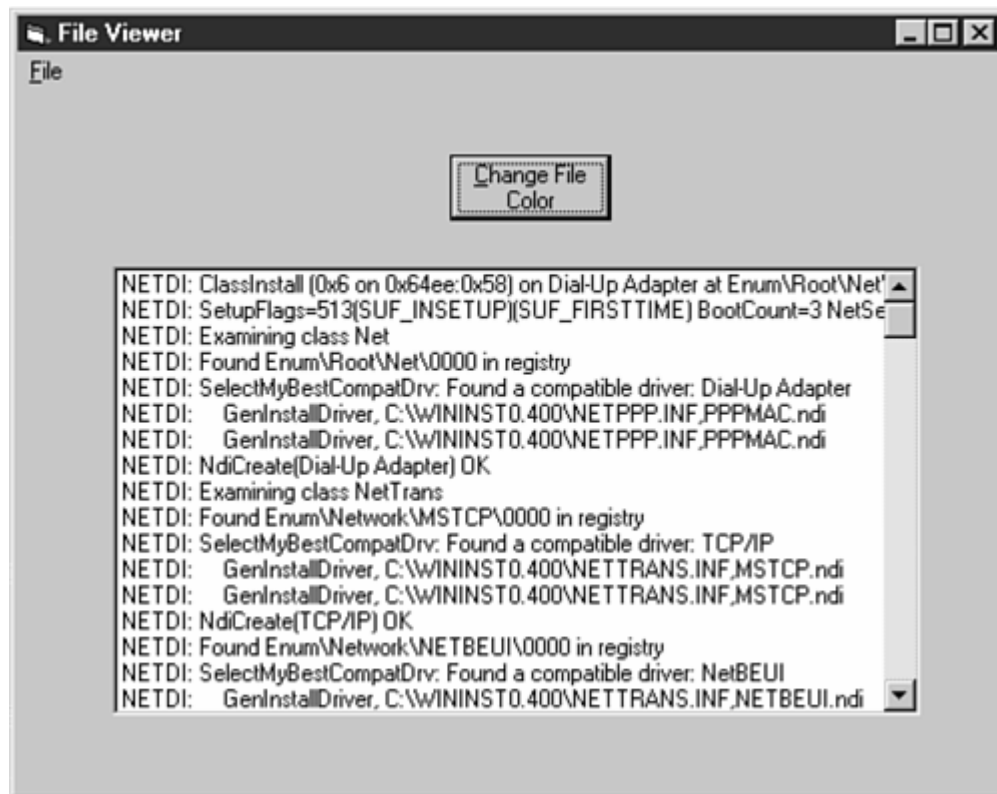 File Viewer
File
Change File
Color
NETDI: ClassInstall (0x6 on 0x64ee:0x58) on Dial-Up Adapter at Enum\Root\Net\
NETDI: SetupFlags=513(SUF_INSETUP)(SUF_FIRSTTIME) BootCount=3 NetSe
NETDI: Examining class Net
NETDI: Found Enum\Root\Net\0000 in registry
NETDI: SelectMyBestCompatDrv: Found a compatible driver: Dial-Up Adapter
NETDI: GenInstallDriver, C:\WININST0.400\NETPPP.INF,PPPMAC.ndi
NETDI: GenInstallDriver, C:\WININST0.400\NETPPP.INF,PPPMAC.ndi
NETDI: NdiCreate(Dial-Up Adapter) OK
NETDI: Examining class NetTrans
NETDI: Found Enum\Network\MSTCP\0000 in registry
NETDI: SelectMyBestCompatDrv: Found a compatible driver: TCP/IP
NETDI: GenInstallDriver, C:\WININST0.400\NETTRANS.INF,MSTCP.ndi
NETDI: GenInstallDriver, C:\WININST0.400\NETTRANS.INF,MSTCP.ndi
NETDI: NdiCreate(TCP/IP) OK
NETDI: Found Enum\Network\NETBEUI\0000 in registry
NETDI: SelectMyBestCompatDrv: Found a compatible driver: NetBEUI
NETDI: GenInstallDriver, C:\WININST0.400\NETTRANS.INF,NETBEUI.ndi